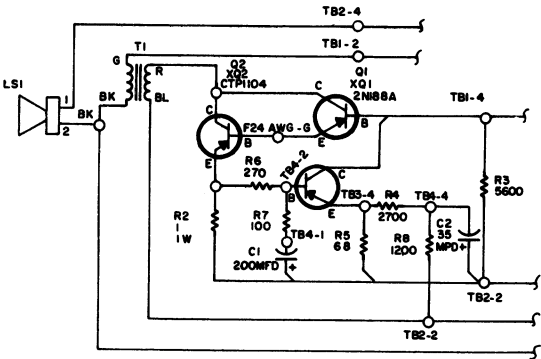 TB2-4
TB1-2
T1
G
R
LS1
1
2
BK
BK
BL
Q2
XQ2
CTP1104
Q1
XQ1
2N188A
C
C
F24 AWG-G
B
B
E
E
TB1-4
R6
270
TB4-2
C
B
E
TB3-4
R4
2700
TB4-4
R3
5600
R2
1
1W
R7
100
TB4-1
C1
200MFD+
R5
68
R8
1200
C2
35
MPD+
TB2-2
TB2-2